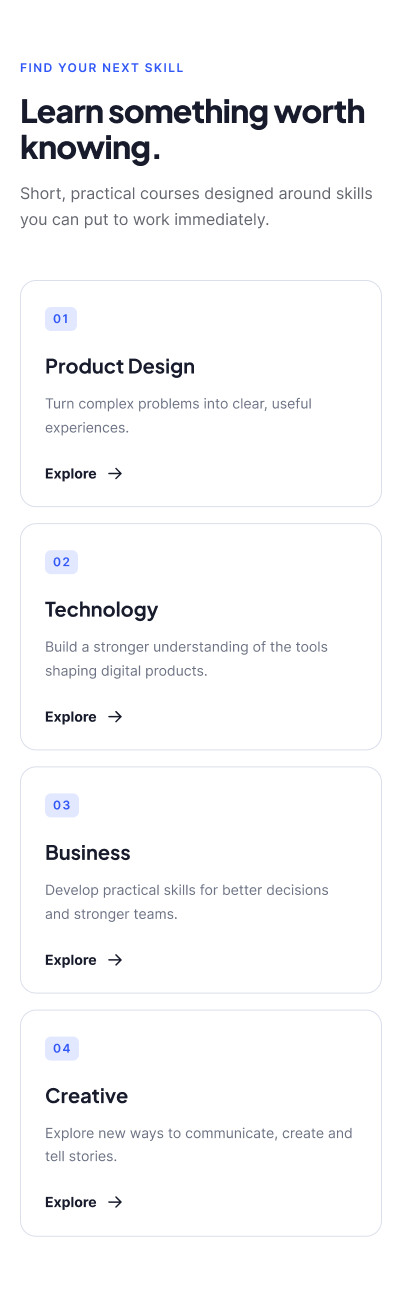 FIND YOUR NEXT SKILL
Learn something worth
knowing.
Short, practical courses designed around skills
you can put to work immediately.
01
Product Design
Turn complex problems into clear, useful
experiences.
Explore
02
Technology
Build a stronger understanding of the tools
shaping digital products.
Explore
03
Business
Develop practical skills for better decisions
and stronger teams.
Explore
04
Creative
Explore new ways to communicate, create and
tell stories.
Explore